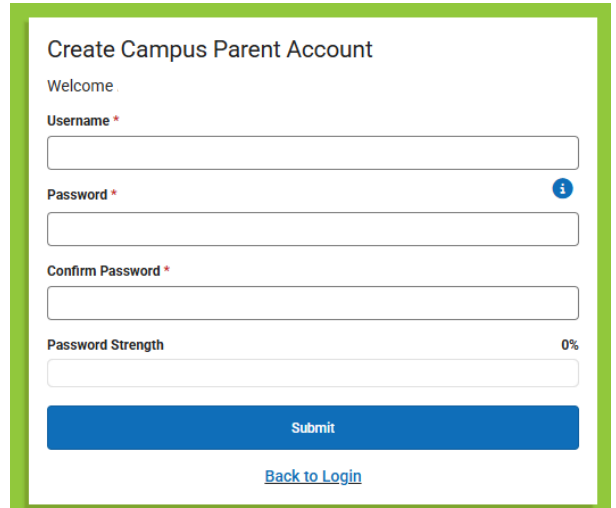 Create Campus Parent Account
Welcome
Username *
Password *
i
Confirm Password *
Password Strength 0%
Submit
Back to Login